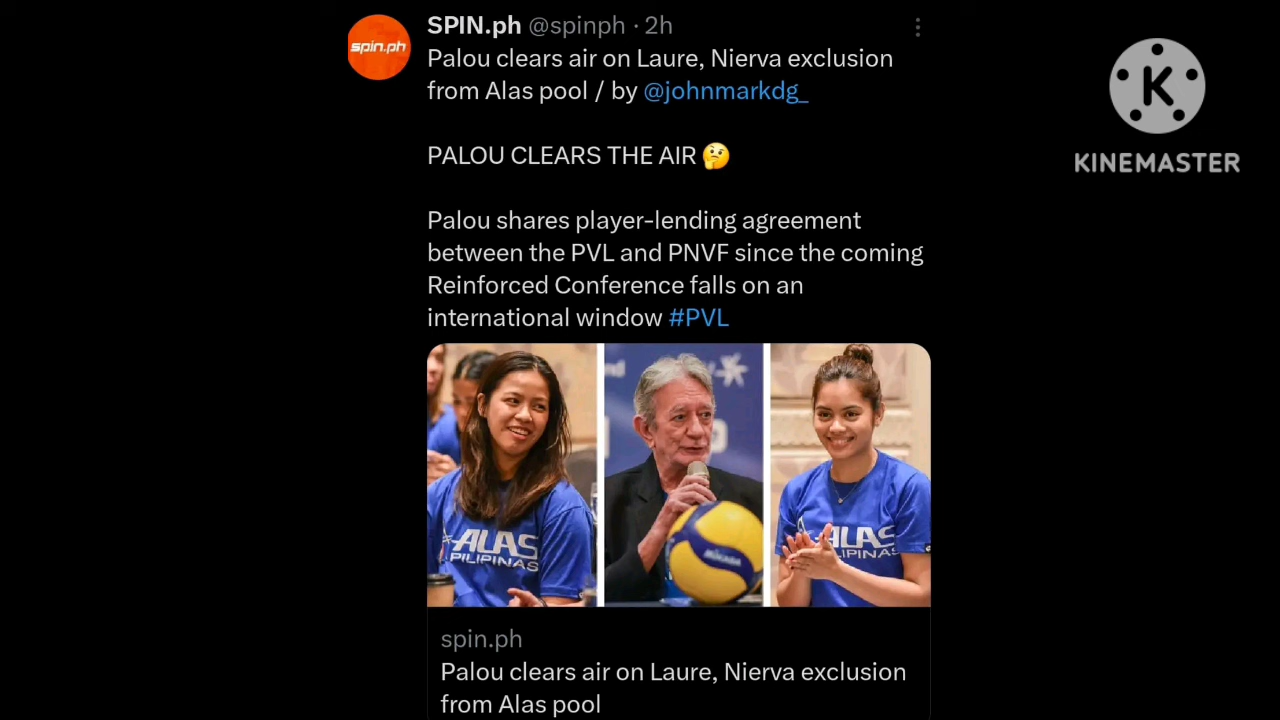 spin.ph
SPIN.ph @spinph · 2h
Palou clears air on Laure, Nierva exclusion
from Alas pool / by @johnmarkdg_
PALOU CLEARS THE AIR 🤔
Palou shares player-lending agreement
between the PVL and PNVF since the coming
Reinforced Conference falls on an
international window #PVL
ALAS
PILIPINAS
MIKASA
ALAS
PILIPINAS
spin.ph
Palou clears air on Laure, Nierva exclusion
from Alas pool
K
KINEMASTER